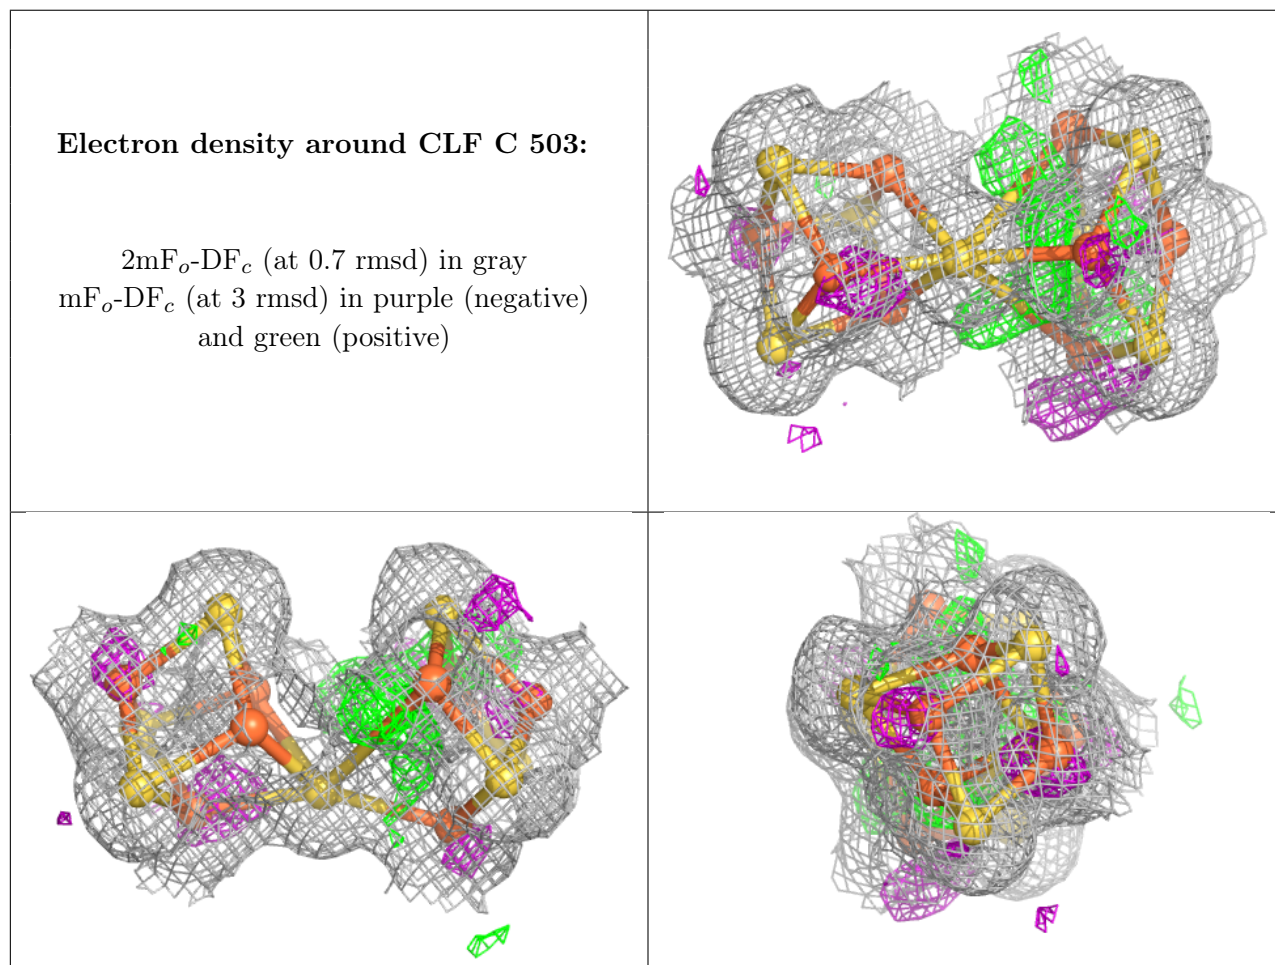 Electron density around CLF C 503:
2mFo-DFc (at 0.7 rmsd) in gray
mFo-DFc (at 3 rmsd) in purple (negative)
and green (positive)